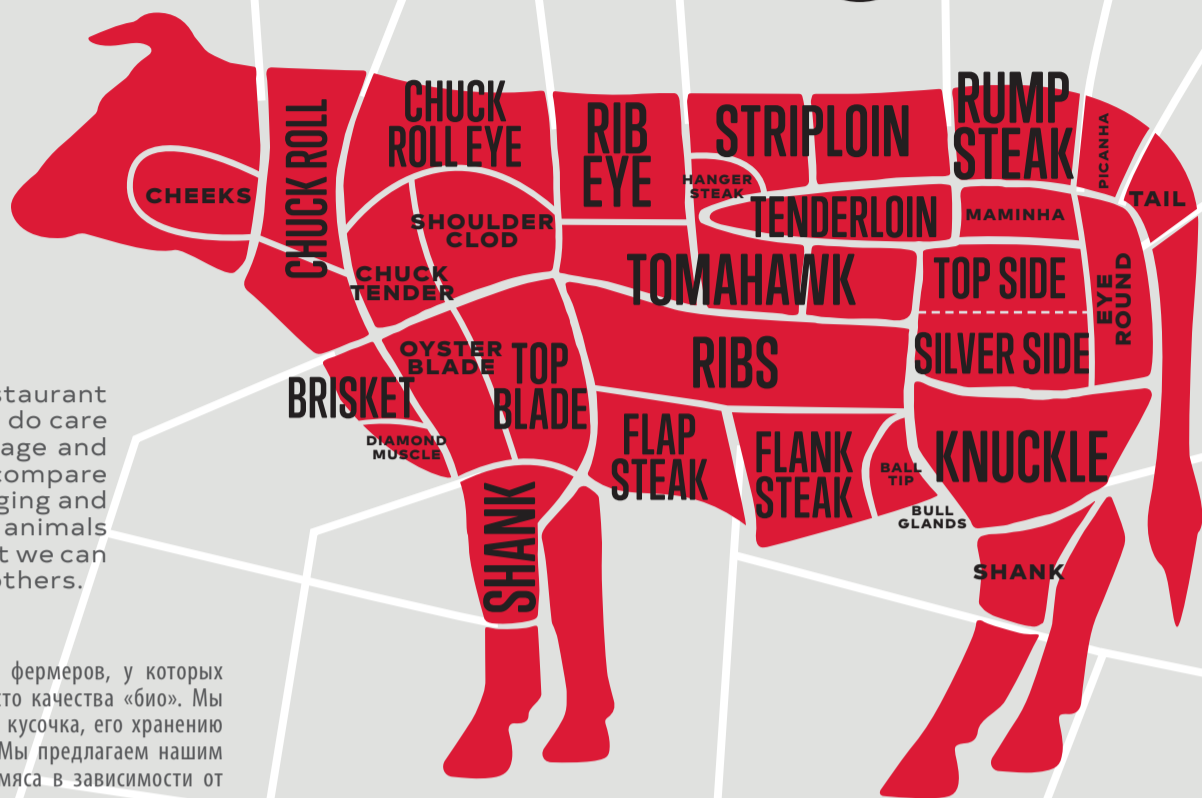 CHEEKS
CHUCK ROLL
CHUCK
ROLL EYE
RIB
EYE
STRIPLOIN
RUMP
STEAK
PICANHA
TAIL
HANGER
STEAK
TENDERLOIN
MAMINHA
SHOULDER
CLOD
CHUCK
TENDER
TOMAHAWK
TOP SIDE
EYE
ROUND
SILVER SIDE
OYSTER
BLADE
TOP
BLADE
RIBS
BRISKET
DIAMOND
MUSCLE
FLAP
STEAK
FLANK
STEAK
BALL
TIP
KNUCKLE
BULL
GLANDS
SHANK
SHANK
do care
age and
compare
ging and
animals
t we can
others.
фермеров, у которых
качества «био». Мы
кусочка, его хранению
Мы предлагаем нашим
мяса в зависимости от